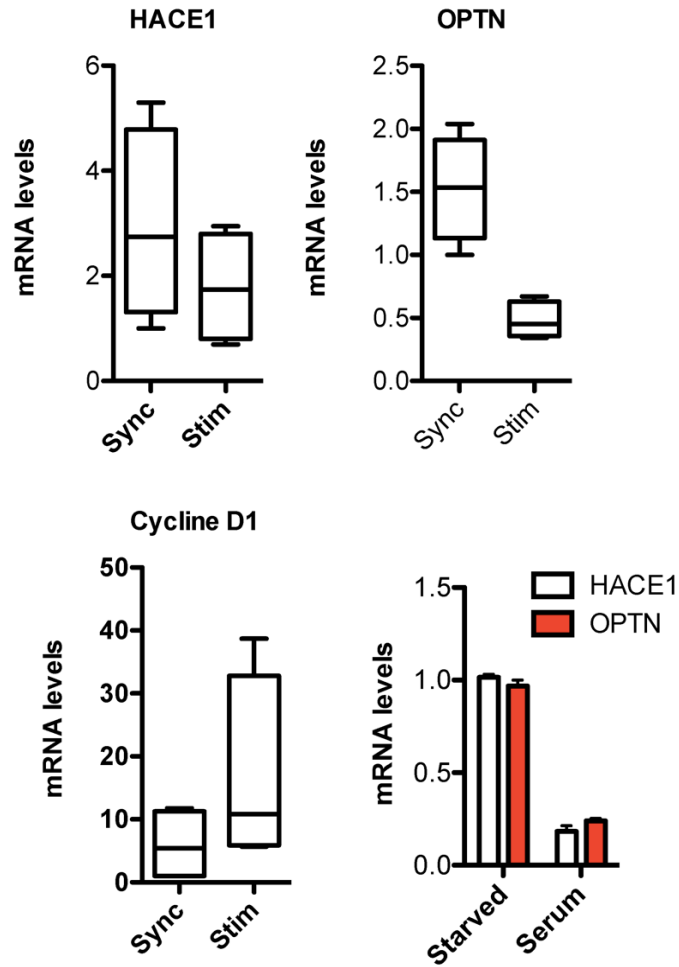 HACE1
mRNA levels
6
4
2
0
Sync
Stim
OPTN
mRNA levels
2.5
2.0
1.5
1.0
0.5
0.0
Sync
Stim
Cycline D1
mRNA levels
50
40
30
20
10
0
Sync
Stim
HACE1
OPTN
mRNA levels
1.5
1.0
0.5
0.0
Starved
Serum